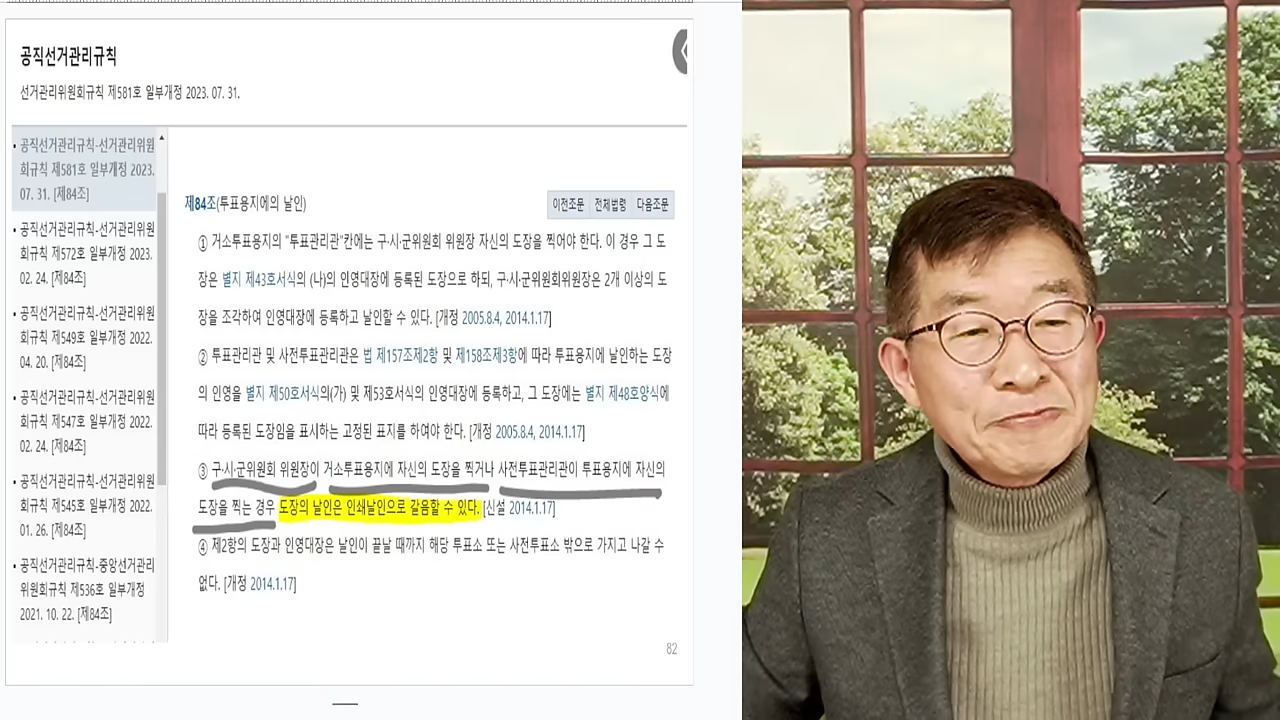 공직선거관리규칙
선거관리위원회규칙 제581호 일부개정 2023. 07. 31.
• 공직선거관리규칙-선거관리위원
회규칙 제581호 일부개정 2023.
07. 31. [제84조]
• 공직선거관리규칙-선거관리위원
회규칙 제572호 일부개정 2023.
02. 24. [제84조]
• 공직선거관리규칙-선거관리위원
회규칙 제549호 일부개정 2022.
04. 20. [제84조]
• 공직선거관리규칙-선거관리위원
회규칙 제547호 일부개정 2022.
02. 24. [제84조]
• 공직선거관리규칙-선거관리위원
회규칙 제545호 일부개정 2022.
01. 26. [제84조]
• 공직선거관리규칙-중앙선거관리
위원회규칙 제536호 일부개정
2021. 10. 22. [제84조]
제84조(투표용지에의 날인)
이전조문 전체법령 다음조문
① 거소투표용지의 "투표관리관"칸에는 구·시·군위원회 위원장 자신의 도장을 찍어야 한다. 이 경우 그 도
장은 별지 제43호서식의 (나)의 인영대장에 등록된 도장으로 하되, 구·시·군위원회위원장은 2개 이상의 도
장을 조각하여 인영대장에 등록하고 날인할 수 있다. [개정 2005.8.4, 2014.1.17]
② 투표관리관 및 사전투표관리관은 법 제157조제2항 및 제158조제3항에 따라 투표용지에 날인하는 도장
의 인영을 별지 제50호서식의(가) 및 제53호서식의 인영대장에 등록하고, 그 도장에는 별지 제48호양식에
따라 등록된 도장임을 표시하는 고정된 표지를 하여야 한다. [개정 2005.8.4, 2014.1.17]
③ 구·시·군위원회 위원장이 거소투표용지에 자신의 도장을 찍거나 사전투표관리관이 투표용지에 자신의
도장을 찍는 경우 도장의 날인은 인쇄날인으로 갈음할 수 있다. [신설 2014.1.17]
④ 제2항의 도장과 인영대장은 날인이 끝날 때까지 해당 투표소 또는 사전투표소 밖으로 가지고 나갈 수
없다. [개정 2014.1.17]
82